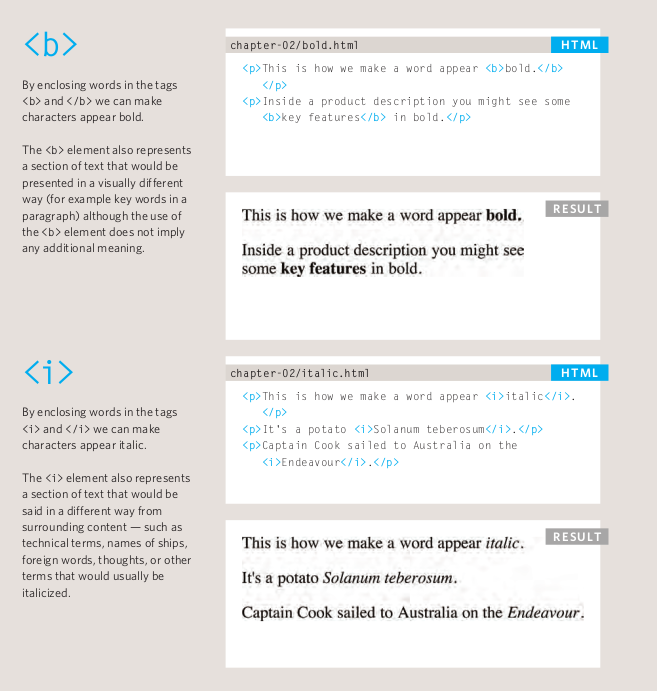 <b>
By enclosing words in the tags
<b> and </b> we can make
characters appear bold.
The <b> element also represents
a section of text that would be
presented in a visually different
way (for example key words in a
paragraph) although the use of
the <b> element does not imply
any additional meaning.
chapter-02/bold.html
HTML
<p>This is how we make a word appear <b>bold.</b>
</p>
<p>Inside a product description you might see some
<b>key features</b> in bold.</p>
RESULT
This is how we make a word appear bold.
Inside a product description you might see
some key features in bold.
<i>
By enclosing words in the tags
<i> and </i> we can make
characters appear italic.
The <i> element also represents
a section of text that would be
said in a different way from
surrounding content — such as
technical terms, names of ships,
foreign words, thoughts, or other
terms that would usually be
italicized.
chapter-02/italic.html
HTML
<p>This is how we make a word appear <i>italic</i>.
</p>
<p>It's a potato <i>Solanum teberosum</i>.</p>
<p>Captain Cook sailed to Australia on the
<i>Endeavour</i>.</p>
RESULT
This is how we make a word appear italic.
It's a potato Solanum teberosum.
Captain Cook sailed to Australia on the Endeavour.